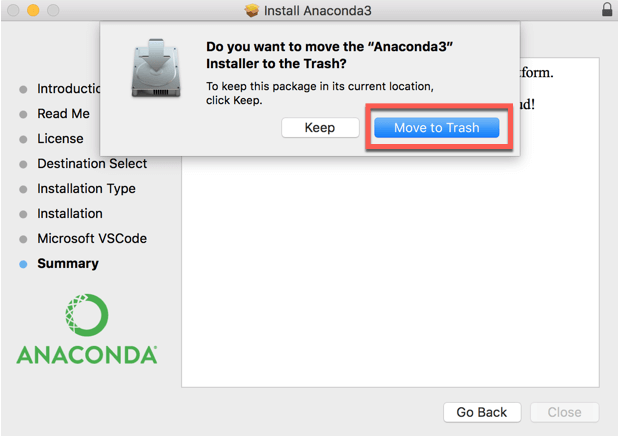 Install Anaconda3
Do you want to move the “Anaconda3”
Installer to the Trash?
To keep this package in its current location,
click Keep.
Keep
Move to Trash
tform.
ud!
Introductio
Read Me
License
Destination Select
Installation Type
Installation
Microsoft VSCode
Summary
ANACONDA
Go Back
Close